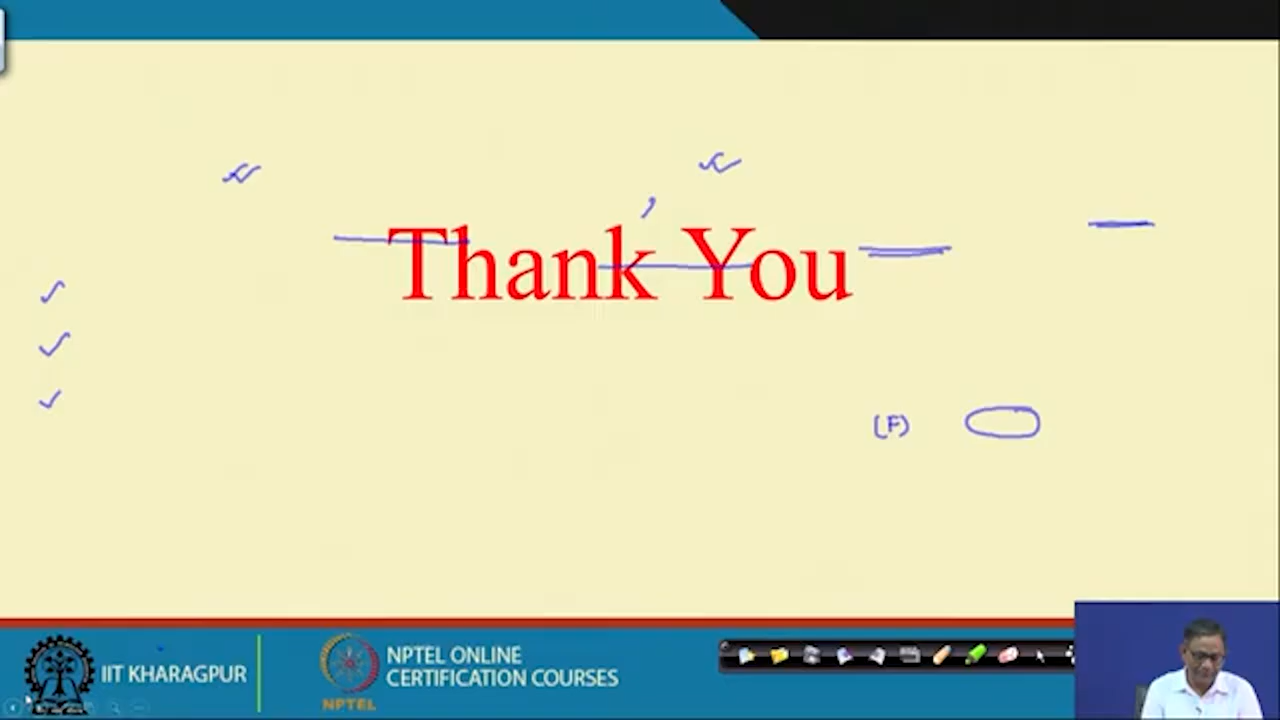 Thank You
(F)
IIT KHARAGPUR
NPTEL ONLINE
CERTIFICATION COURSES
NPTEL